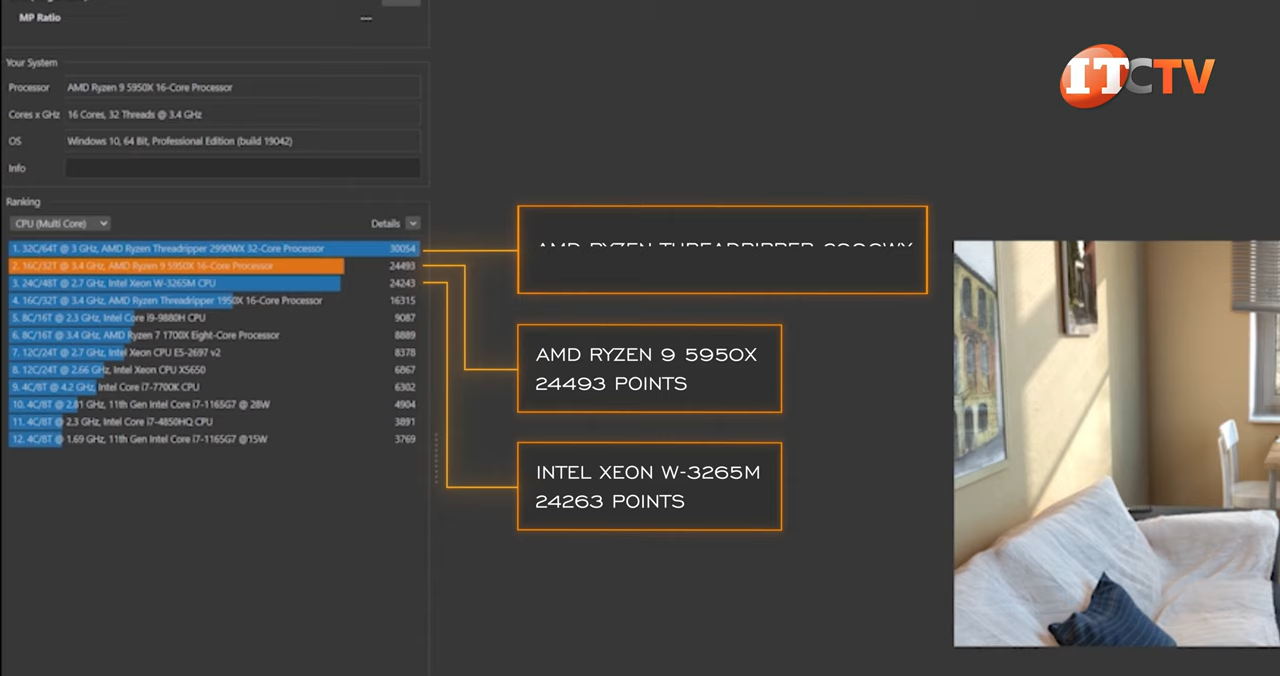 MP Ratio
---
ITCTV
Your System
Processor AMD Ryzen 9 5950X 16-Core Processor
Cores x GHz 16 Cores, 32 Threads @ 3.4 GHz
OS Windows 10, 64 Bit, Professional Edition (build 19042)
Info
Ranking
CPU (Multi Core) Details
1. 32C/64T @ 3 GHz, AMD Ryzen Threadripper 2990WX 32-Core Processor 30054
2. 16C/32T @ 3.4 GHz, AMD Ryzen 9 5950X 16-Core Processor 24493
3. 24C/48T @ 2.7 GHz, Intel Xeon W-3265M CPU 24243
4. 16C/32T @ 3.4 GHz, AMD Ryzen Threadripper 1950X 16-Core Processor 16315
5. 8C/16T @ 2.3 GHz, Intel Core i9-9880H CPU 9087
6. 8C/16T @ 3.4 GHz, AMD Ryzen 7 1700X Eight-Core Processor 8889
7. 12C/24T @ 2.7 GHz, Intel Xeon CPU E5-2697 v2 8378
8. 12C/24T @ 2.66 GHz, Intel Xeon CPU X5650 6867
9. 4C/8T @ 4.2 GHz, Intel Core i7-7700K CPU 6302
10. 4C/8T @ 2.81 GHz, 11th Gen Intel Core i7-1165G7 @ 28W 4904
11. 4C/8T @ 2.3 GHz, Intel Core i7-4850HQ CPU 3891
12. 4C/8T @ 1.69 GHz, 11th Gen Intel Core i7-1165G7 @15W 3769
AMD RYZEN THREADRIPPER
AMD RYZEN 9 5950X
24493 POINTS
INTEL XEON W-3265M
24263 POINTS